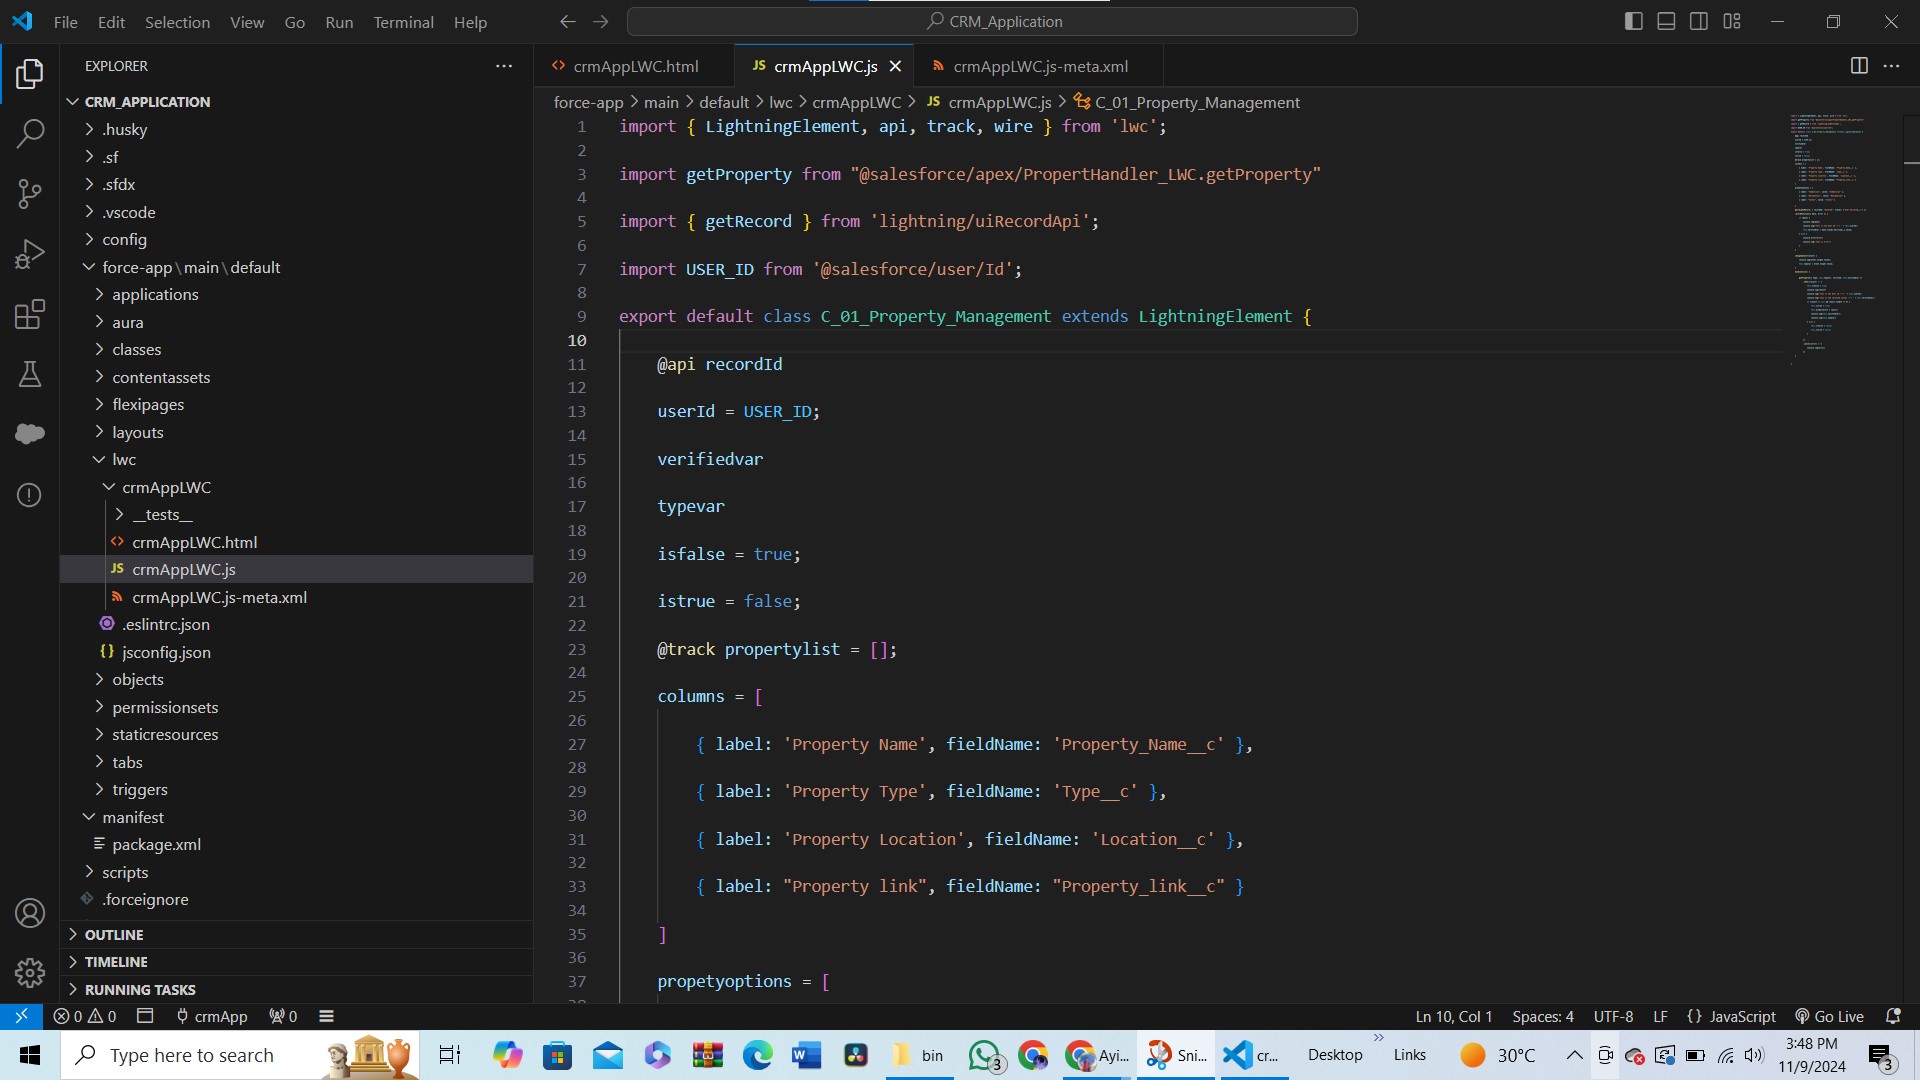 File Edit Selection View Go Run Terminal Help
CRM_Application
EXPLORER
CRM_APPLICATION
.husky
.sf
.sfdx
.vscode
config
force-app\main\default
applications
aura
classes
contentassets
flexipages
layouts
lwc
crmAppLWC
__tests__
crmAppLWC.html
JS crmAppLWC.js
crmAppLWC.js-meta.xml
.eslintrc.json
{} jsconfig.json
objects
permissionsets
staticresources
tabs
triggers
manifest
package.xml
scripts
.forceignore
OUTLINE
TIMELINE
RUNNING TASKS
crmAppLWC.html
JS crmAppLWC.js
crmAppLWC.js-meta.xml
force-app > main > default > lwc > crmAppLWC > JS crmAppLWC.js > C_01_Property_Management
1 import { LightningElement, api, track, wire } from 'lwc';
2
3 import getProperty from "@salesforce/apex/PropertHandler_LWC.getProperty"
4
5 import { getRecord } from 'lightning/uiRecordApi';
6
7 import USER_ID from '@salesforce/user/Id';
8
9 export default class C_01_Property_Management extends LightningElement {
10
11 @api recordId
12
13 userId = USER_ID;
14
15 verifiedvar
16
17 typevar
18
19 isfalse = true;
20
21 istrue = false;
22
23 @track propertylist = [];
24
25 columns = [
26
27 { label: 'Property Name', fieldName: 'Property_Name__c' },
28
29 { label: 'Property Type', fieldName: 'Type__c' },
30
31 { label: 'Property Location', fieldName: 'Location__c' },
32
33 { label: "Property link", fieldName: "Property_link__c" }
34
35 ]
36
37 propetyoptions = [
0 0 crmApp 0
Ln 10, Col 1 Spaces: 4 UTF-8 LF {} JavaScript Go Live
Type here to search
bin
3
Ayi...
Sni...
cr...
Desktop
Links
30°C
3:48 PM
11/9/2024
3